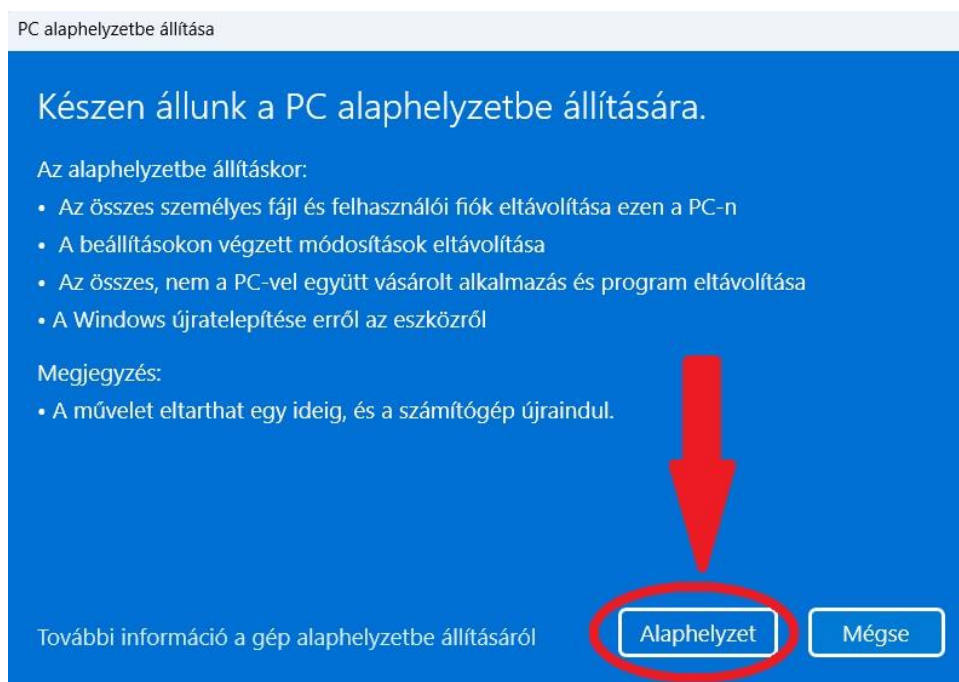 PC alaphelyzetbe állítása
Készen állunk a PC alaphelyzetbe állítására.
Az alaphelyzetbe állításkor:
• Az összes személyes fájl és felhasználói fiók eltávolítása ezen a PC-n
• A beállításokon végzett módosítások eltávolítása
• Az összes, nem a PC-vel együtt vásárolt alkalmazás és program eltávolítása
• A Windows újratelepítése erről az eszközről
Megjegyzés:
• A művelet eltarthat egy ideig, és a számítógép újraindul.
További információ a gép alaphelyzetbe állításáról
Alaphelyzet
Mégse